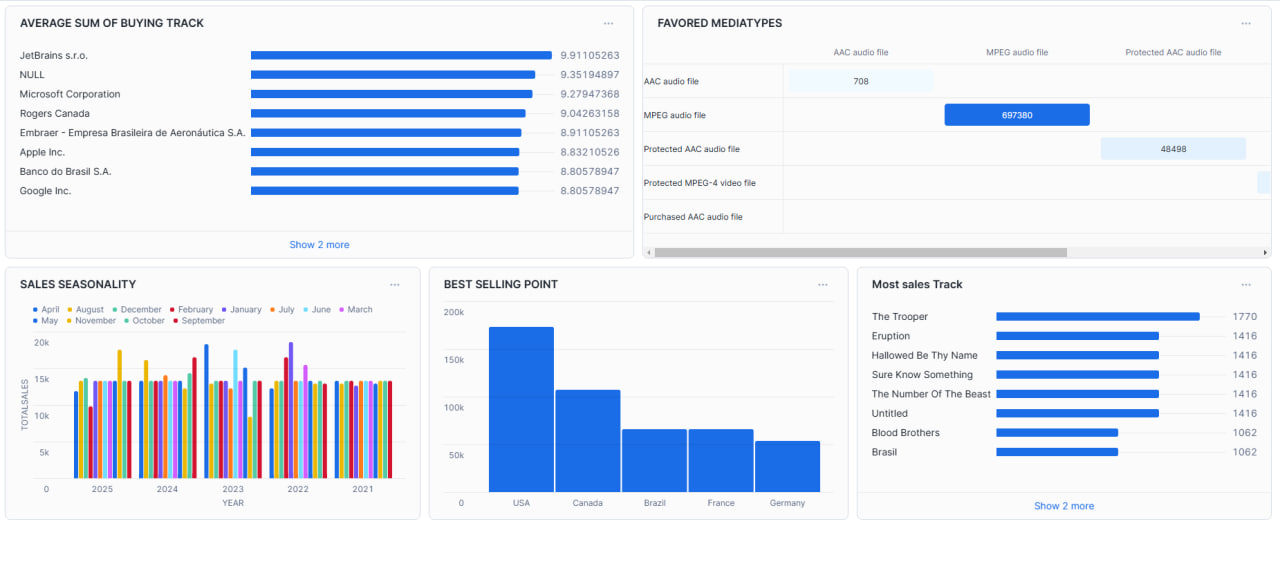 AVERAGE SUM OF BUYING TRACK
...
JetBrains s.r.o. 9.91105263
NULL 9.35194897
Microsoft Corporation 9.27947368
Rogers Canada 9.04263158
Embraer - Empresa Brasileira de Aeronáutica S.A. 8.91105263
Apple Inc. 8.83210526
Banco do Brasil S.A. 8.80578947
Google Inc. 8.80578947
Show 2 more
FAVORED MEDIATYPES
...
AAC audio file MPEG audio file Protected AAC audio file
AAC audio file 708
MPEG audio file 697380
Protected AAC audio file 48498
Protected MPEG-4 video file
Purchased AAC audio file
SALES SEASONALITY
...
April August December February January July June March
May November October September
TOTALSALES
20k
15k
10k
5k
0
2025 2024 2023 2022 2021
YEAR
BEST SELLING POINT
...
200k
150k
100k
50k
0
USA Canada Brazil France Germany
Most sales Track
...
The Trooper 1770
Eruption 1416
Hallowed Be Thy Name 1416
Sure Know Something 1416
The Number Of The Beast 1416
Untitled 1416
Blood Brothers 1062
Brasil 1062
Show 2 more